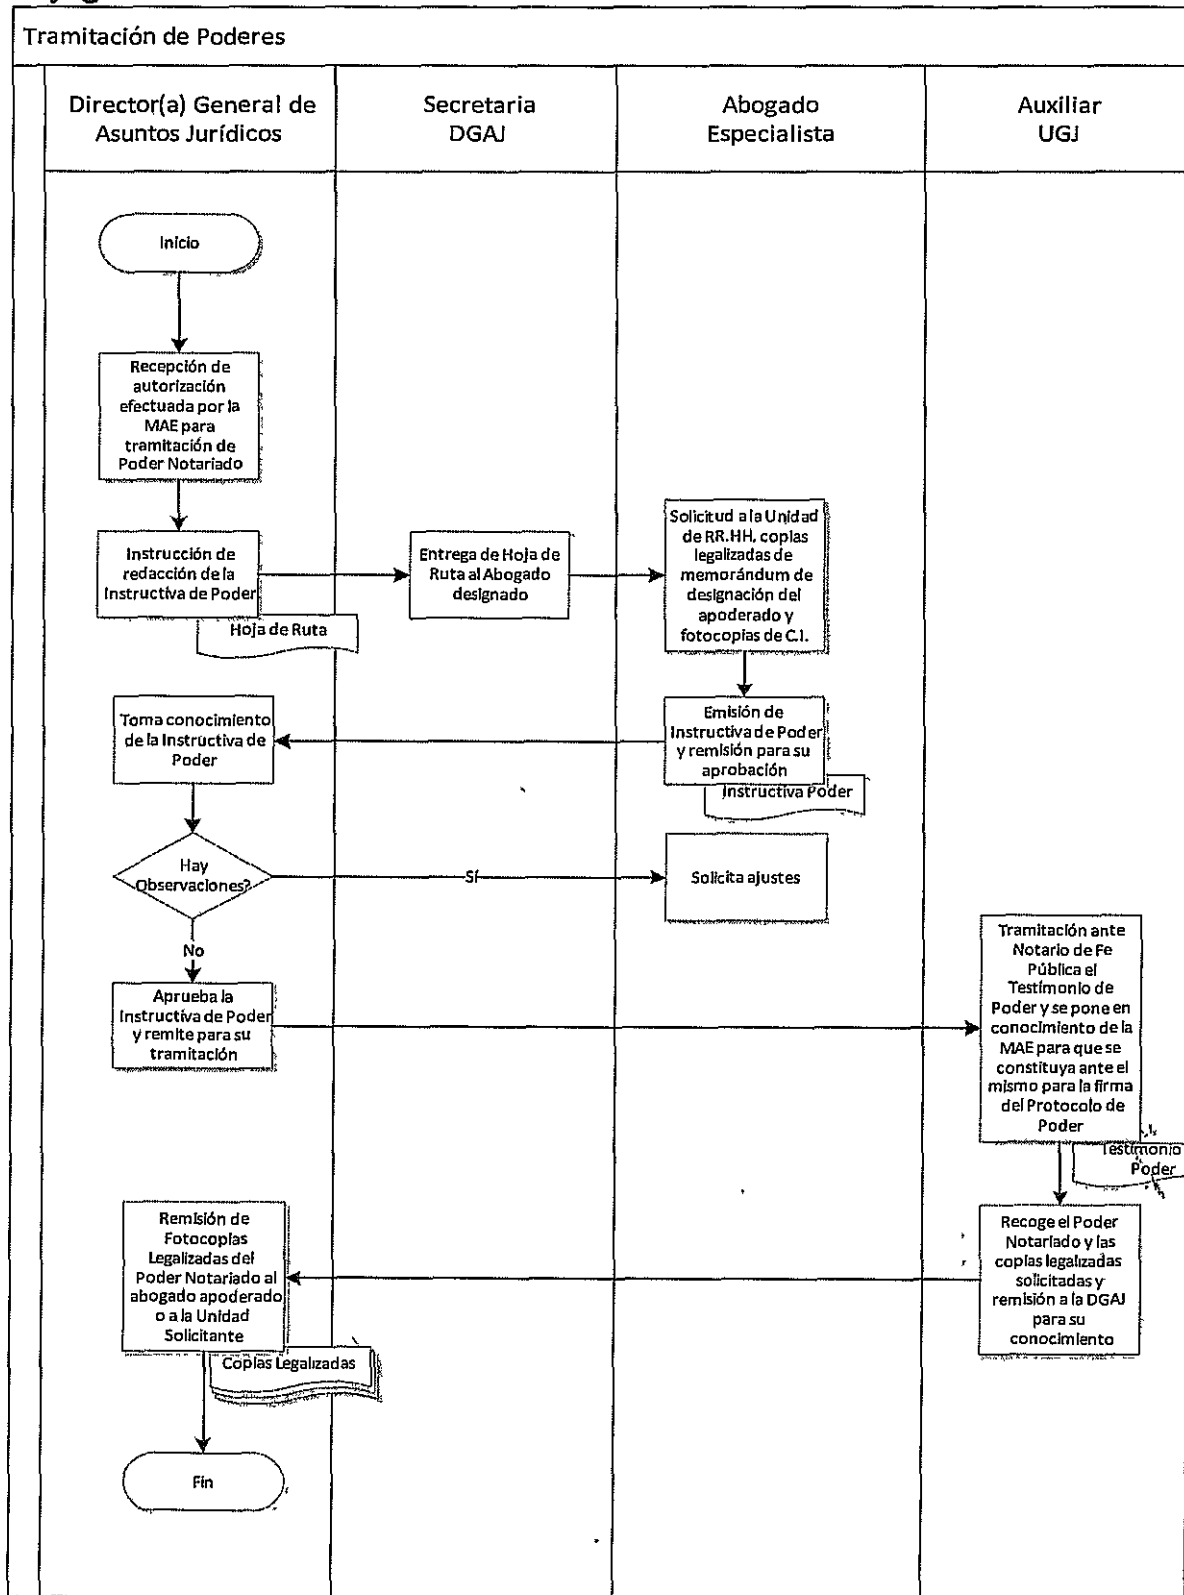 Tramitación de Poderes
Director(a) General de
Asuntos Jurídicos
Secretaria
DGAJ
Abogado
Especialista
Auxiliar
UGJ
Inicio
Recepción de
autorización
efectuada por la
MAE para
tramitación de
Poder Notariado
Instrucción de
redacción de la
Instructiva de Poder
Hoja de Ruta
Entrega de Hoja de
Ruta al Abogado
designado
Solicitud a la Unidad
de RR.HH. copias
legalizadas de
memorándum de
designación del
apoderado y
fotocopias de C.I.
Emisión de
Instructiva de Poder
y remisión para su
aprobación
Instructiva Poder
Toma conocimiento
de la Instructiva de
Poder
Hay
Observaciones?
Sí
Solicita ajustes
No
Aprueba la
Instructiva de Poder
y remite para su
tramitación
Tramitación ante
Notario de Fe
Pública el
Testimonio de
Poder y se pone en
conocimiento de la
MAE para que se
constituya ante el
mismo para la firma
del Protocolo de
Poder
Testimonio
Poder
Recoge el Poder
Notariado y las
copias legalizadas
solicitadas y
remisión a la DGAJ
para su
conocimiento
Remisión de
Fotocopias
Legalizadas del
Poder Notariado al
abogado apoderado
o a la Unidad
Solicitante
Copias Legalizadas
Fin